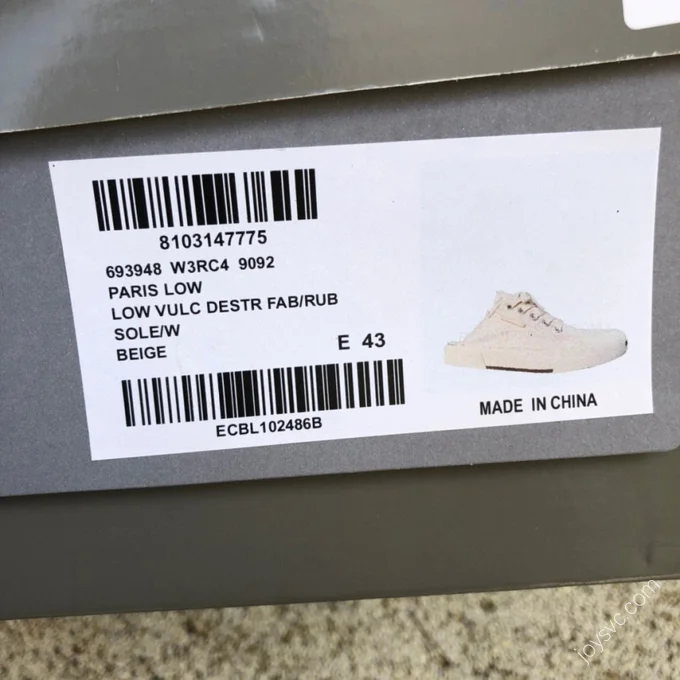 8103147775
693948 W3RC4 9092
PARIS LOW
LOW VULC DESTR FAB/RUB
SOLE/W
BEIGE
E 43
ECBL102486B
MADE IN CHINA
joysvc.com